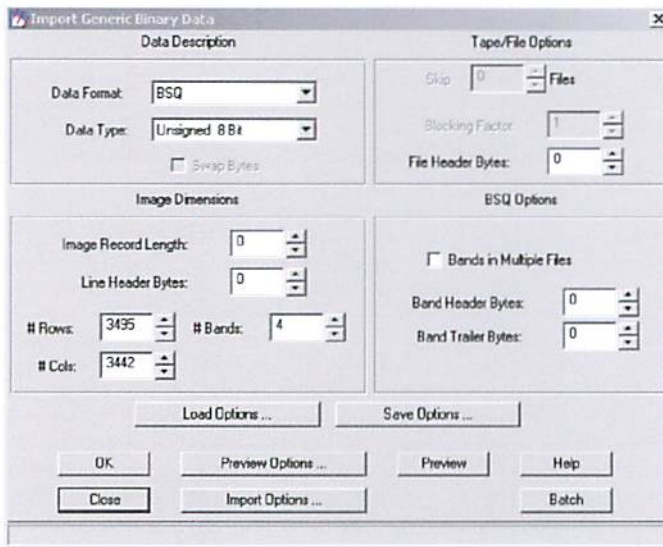 Import Generic Binary Data
Data Description
Data Format: BSQ
Data Type: Unsigned 8 Bit
Swap Bytes
Tape/File Options
Skip 0 Files
Blocking Factor 1
File Header Bytes: 0
Image Dimensions
Image Record Length: 0
Line Header Bytes: 0
# Rows: 3495 # Bands: 4
# Cols: 3442
BSQ Options
Bands in Multiple Files
Band Header Bytes: 0
Band Trailer Bytes: 0
Load Options ... Save Options ...
OK Preview Options ... Preview Help
Close Import Options ... Batch